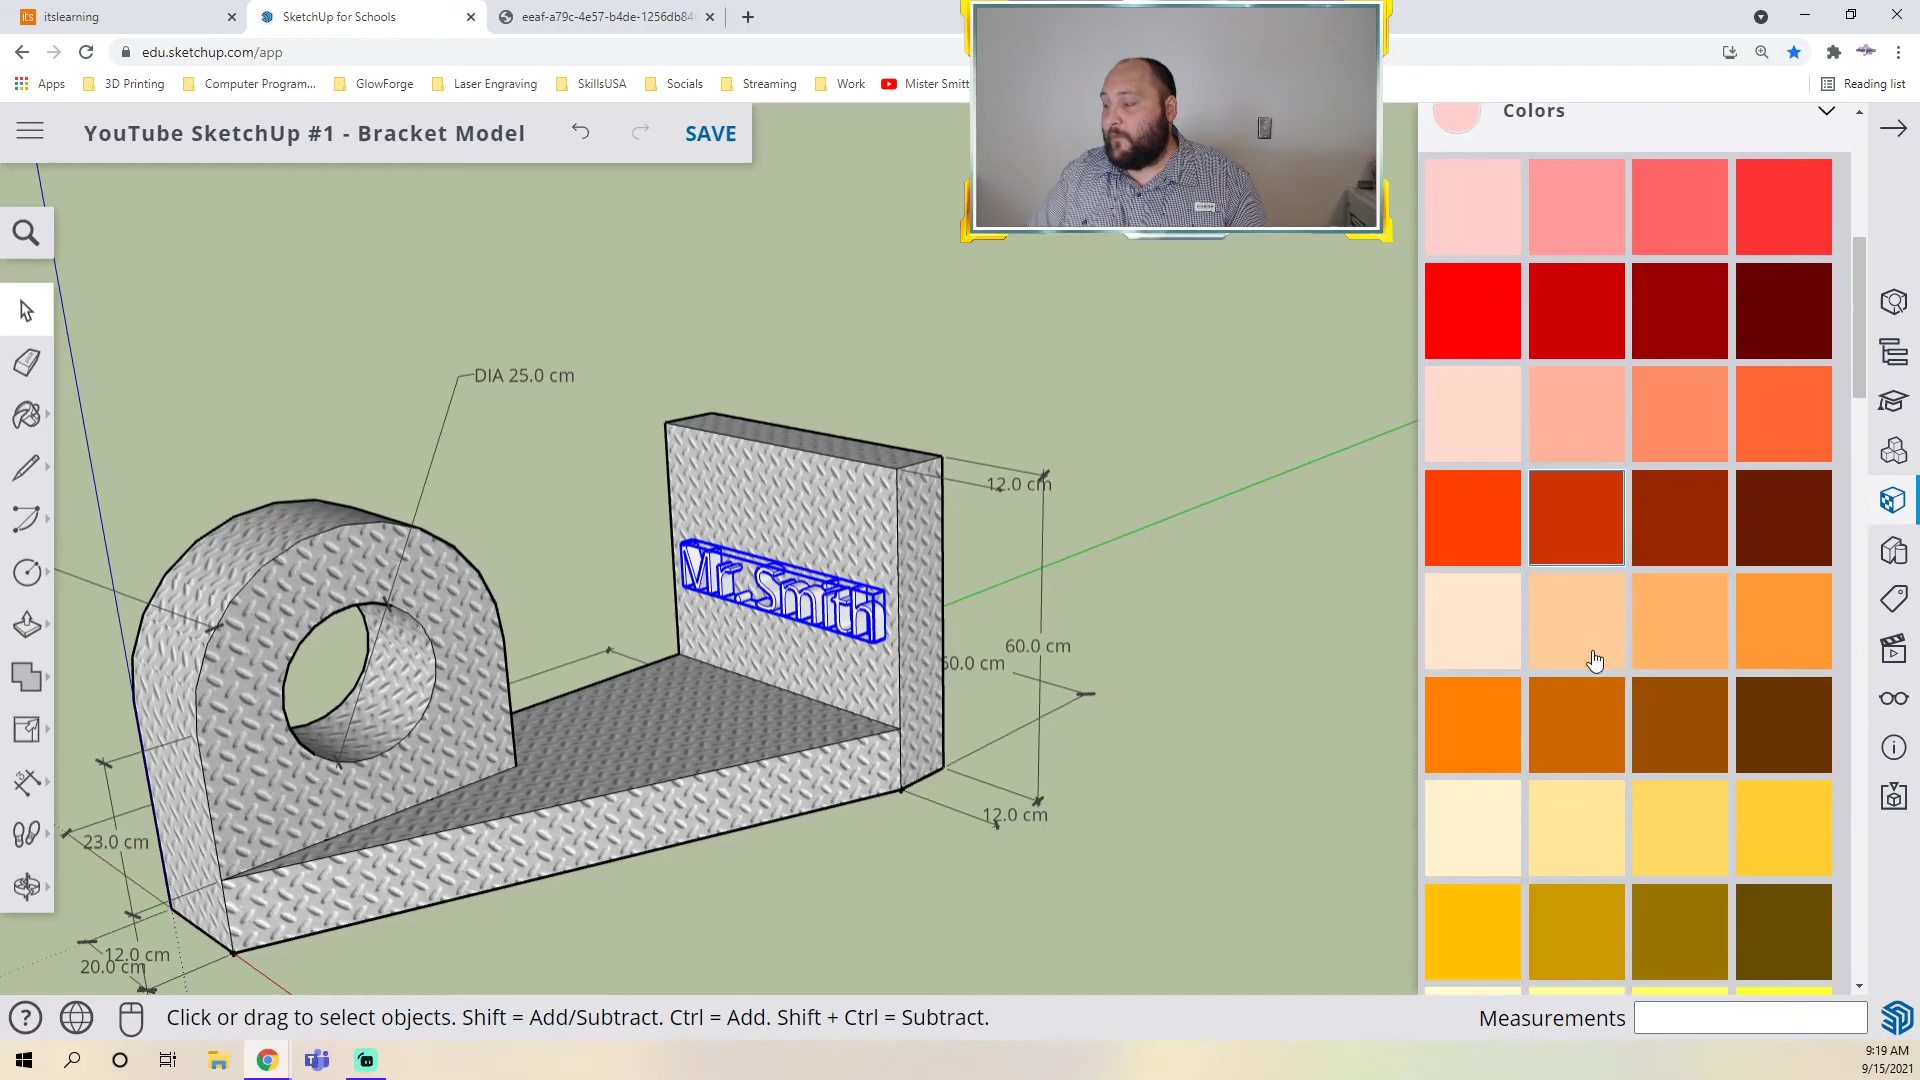 itslearning
SketchUp for Schools
eeaf-a79c-4e57-b4de-1256db84
edu.sketchup.com/app
Apps
3D Printing
Computer Program...
GlowForge
Laser Engraving
SkillsUSA
Socials
Streaming
Work
Mister Smitt
Reading list
YouTube SketchUp #1 - Bracket Model
SAVE
Colors
DIA 25.0 cm
12.0 cm
Mr.Smith
60.0 cm
12.0 cm
23.0 cm
12.0 cm
20.0 cm
Click or drag to select objects. Shift = Add/Subtract. Ctrl = Add. Shift + Ctrl = Subtract.
Measurements
9:19 AM
9/15/2021